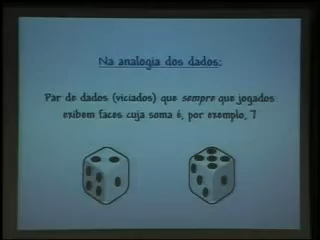 Na analogia dos dados:
Par de dados (viciados) que sempre que jogados
exibem faces cuja soma é, por exemplo, 7